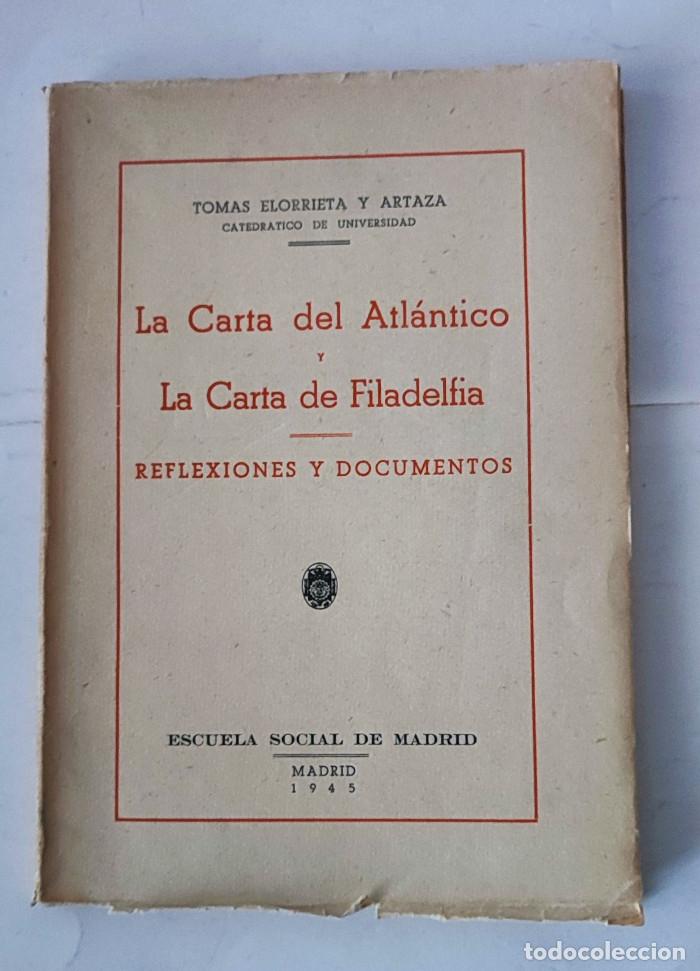 TOMAS ELORRIETA Y ARTAZA
CATEDRATICO DE UNIVERSIDAD
La Carta del Atlántico
Y
La Carta de Filadelfia
REFLEXIONES Y DOCUMENTOS
ESCUELA SOCIAL DE MADRID
MADRID
1945
todocoleccion